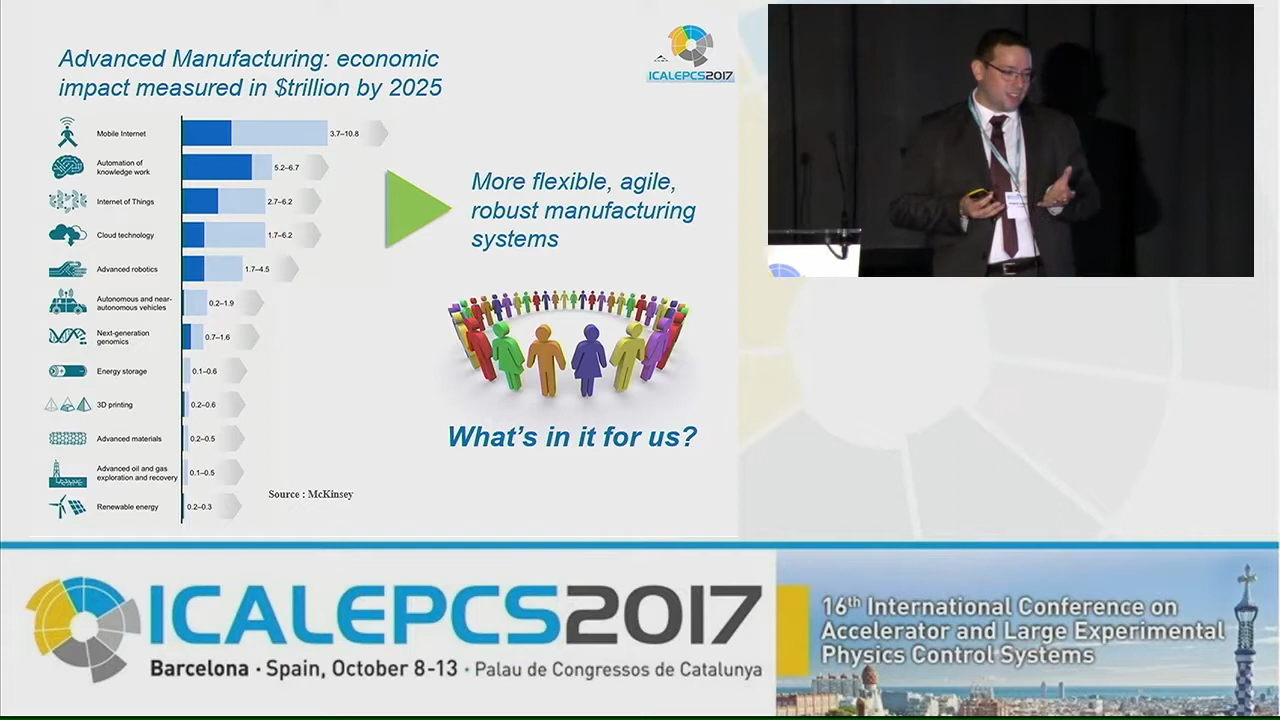 Advanced Manufacturing: economic
impact measured in $trillion by 2025
ICALEPCS2017
Mobile Internet
3.7–10.8
Automation of
knowledge work
5.2–6.7
Internet of Things
2.7–6.2
Cloud technology
1.7–6.2
Advanced robotics
1.7–4.5
Autonomous and near-
autonomous vehicles
0.2–1.9
Next-generation
genomics
0.7–1.6
Energy storage
0.1–0.6
3D printing
0.2–0.6
Advanced materials
0.2–0.5
Advanced oil and gas
exploration and recovery
0.1–0.5
Renewable energy
0.2–0.3
Source : McKinsey
More flexible, agile,
robust manufacturing
systems
What's in it for us?
ICALEPCS2017
Barcelona · Spain, October 8-13 · Palau de Congressos de Catalunya
16th International Conference on
Accelerator and Large Experimental
Physics Control Systems